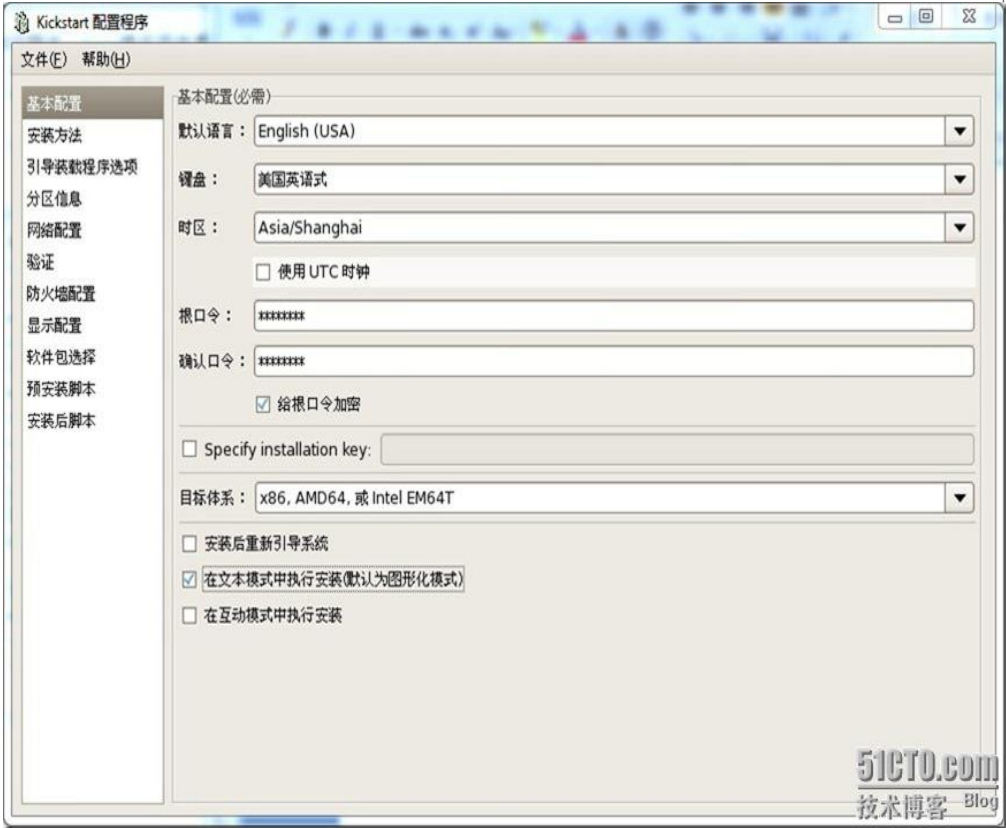 Kickstart 配置程序
文件(F) 帮助(H)
基本配置
安装方法
引导装载程序选项
分区信息
网络配置
验证
防火墙配置
显示配置
软件包选择
预安装脚本
安装后脚本
基本配置(必需)
默认语言： English (USA)
键盘： 美国英语式
时区： Asia/Shanghai
使用 UTC 时钟
根口令： ********
确认口令： ********
给根口令加密
Specify installation key:
目标体系： x86, AMD64, 或 Intel EM64T
安装后重新引导系统
在文本模式中执行安装(默认为图形化模式)
在互动模式中执行安装
51CTO.com
技术博客 Blog